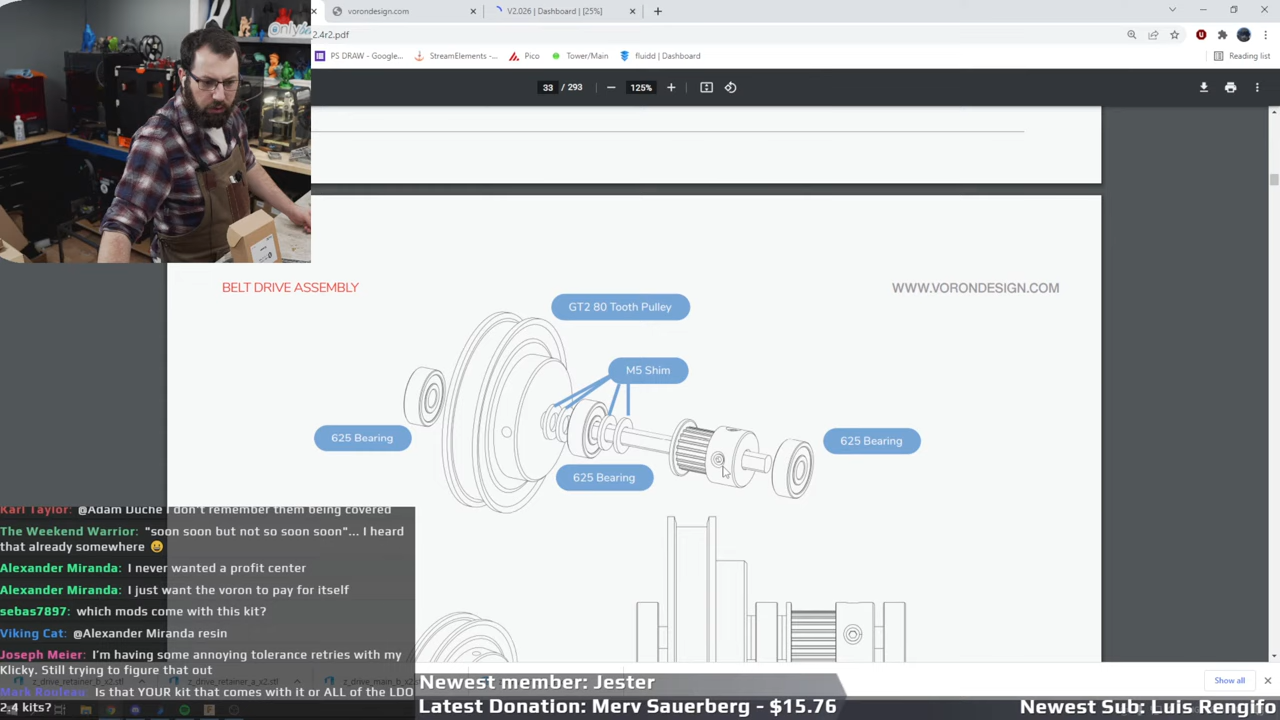 vorondesign.com
V2.026 | Dashboard | [25%]
2.4r2.pdf
PS DRAW - Google...
StreamElements -...
Pico
Tower/Main
fluidd | Dashboard
Reading list
33 / 293
125%
BELT DRIVE ASSEMBLY
WWW.VORONDESIGN.COM
GT2 80 Tooth Pulley
M5 Shim
625 Bearing
625 Bearing
625 Bearing
Karl Taylor: @Adam Duche I don't remember them being covered
The Weekend Warrior: "soon soon but not so soon soon"... I heard
that already somewhere 😄
Alexander Miranda: I never wanted a profit center
Alexander Miranda: I just want the voron to pay for itself
sebas7897: which mods come with this kit?
Viking Cat: @Alexander Miranda resin
Joseph Meier: I'm having some annoying tolerance retries with my
Klicky. Still trying to figure that out
z_drive_retainer_b_x2.stl
z_drive_retainer_a_x2.stl
z_drive_main_b_x2.stl
Mark Rouleau: Is that YOUR kit that comes with it or ALL of the LDO
2.4 kits?
Show all
Newest member: Jester
Latest Donation: Merv Sauerberg - $15.76
Newest Sub: Luis Rengifo